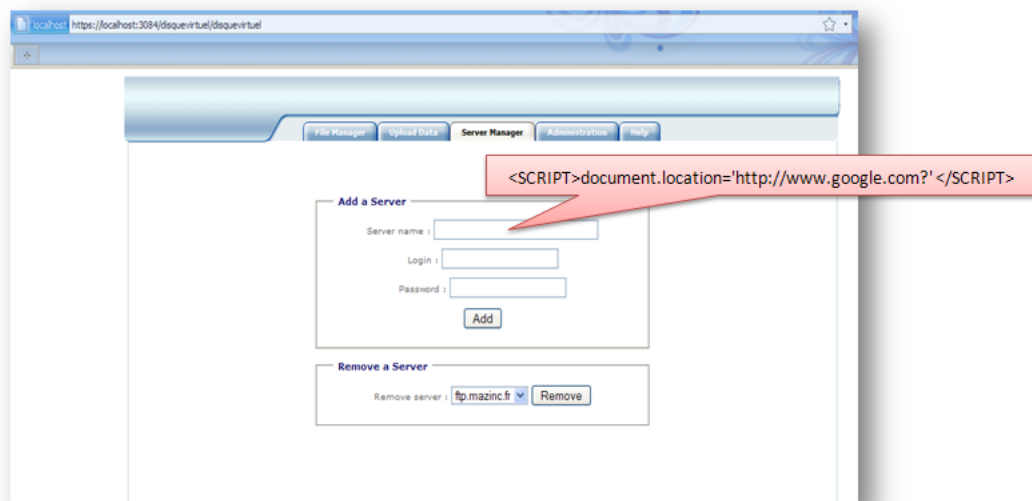 localhost https://localhost:3084/disquevirtuel/disquevirtuel
File Manager Upload Data Server Manager Administration Help
<SCRIPT>document.location='http://www.google.com?'</SCRIPT>
Add a Server
Server name :
Login :
Password :
Add
Remove a Server
Remove server : ftp.mazinc.fr Remove